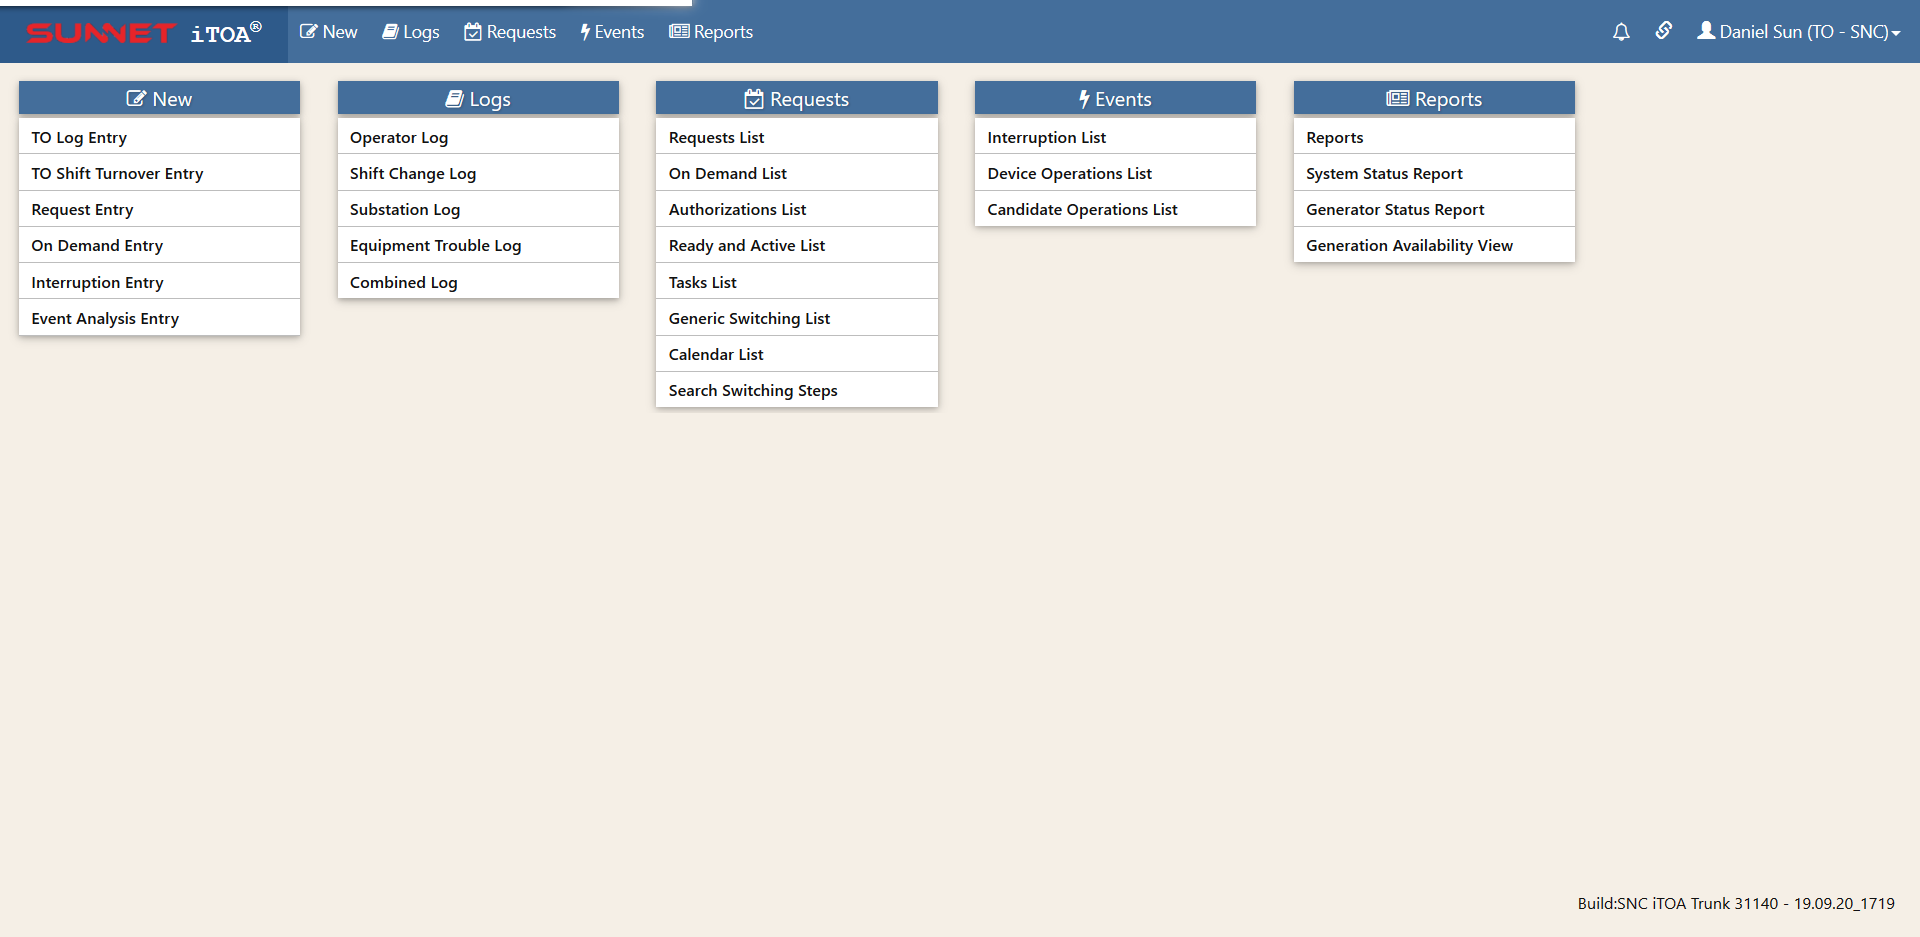 SUNNET iTOA®
New
Logs
Requests
Events
Reports
Daniel Sun (TO - SNC)
New
TO Log Entry
TO Shift Turnover Entry
Request Entry
On Demand Entry
Interruption Entry
Event Analysis Entry
Logs
Operator Log
Shift Change Log
Substation Log
Equipment Trouble Log
Combined Log
Requests
Requests List
On Demand List
Authorizations List
Ready and Active List
Tasks List
Generic Switching List
Calendar List
Search Switching Steps
Events
Interruption List
Device Operations List
Candidate Operations List
Reports
Reports
System Status Report
Generator Status Report
Generation Availability View
Build:SNC iTOA Trunk 31140 - 19.09.20_1719